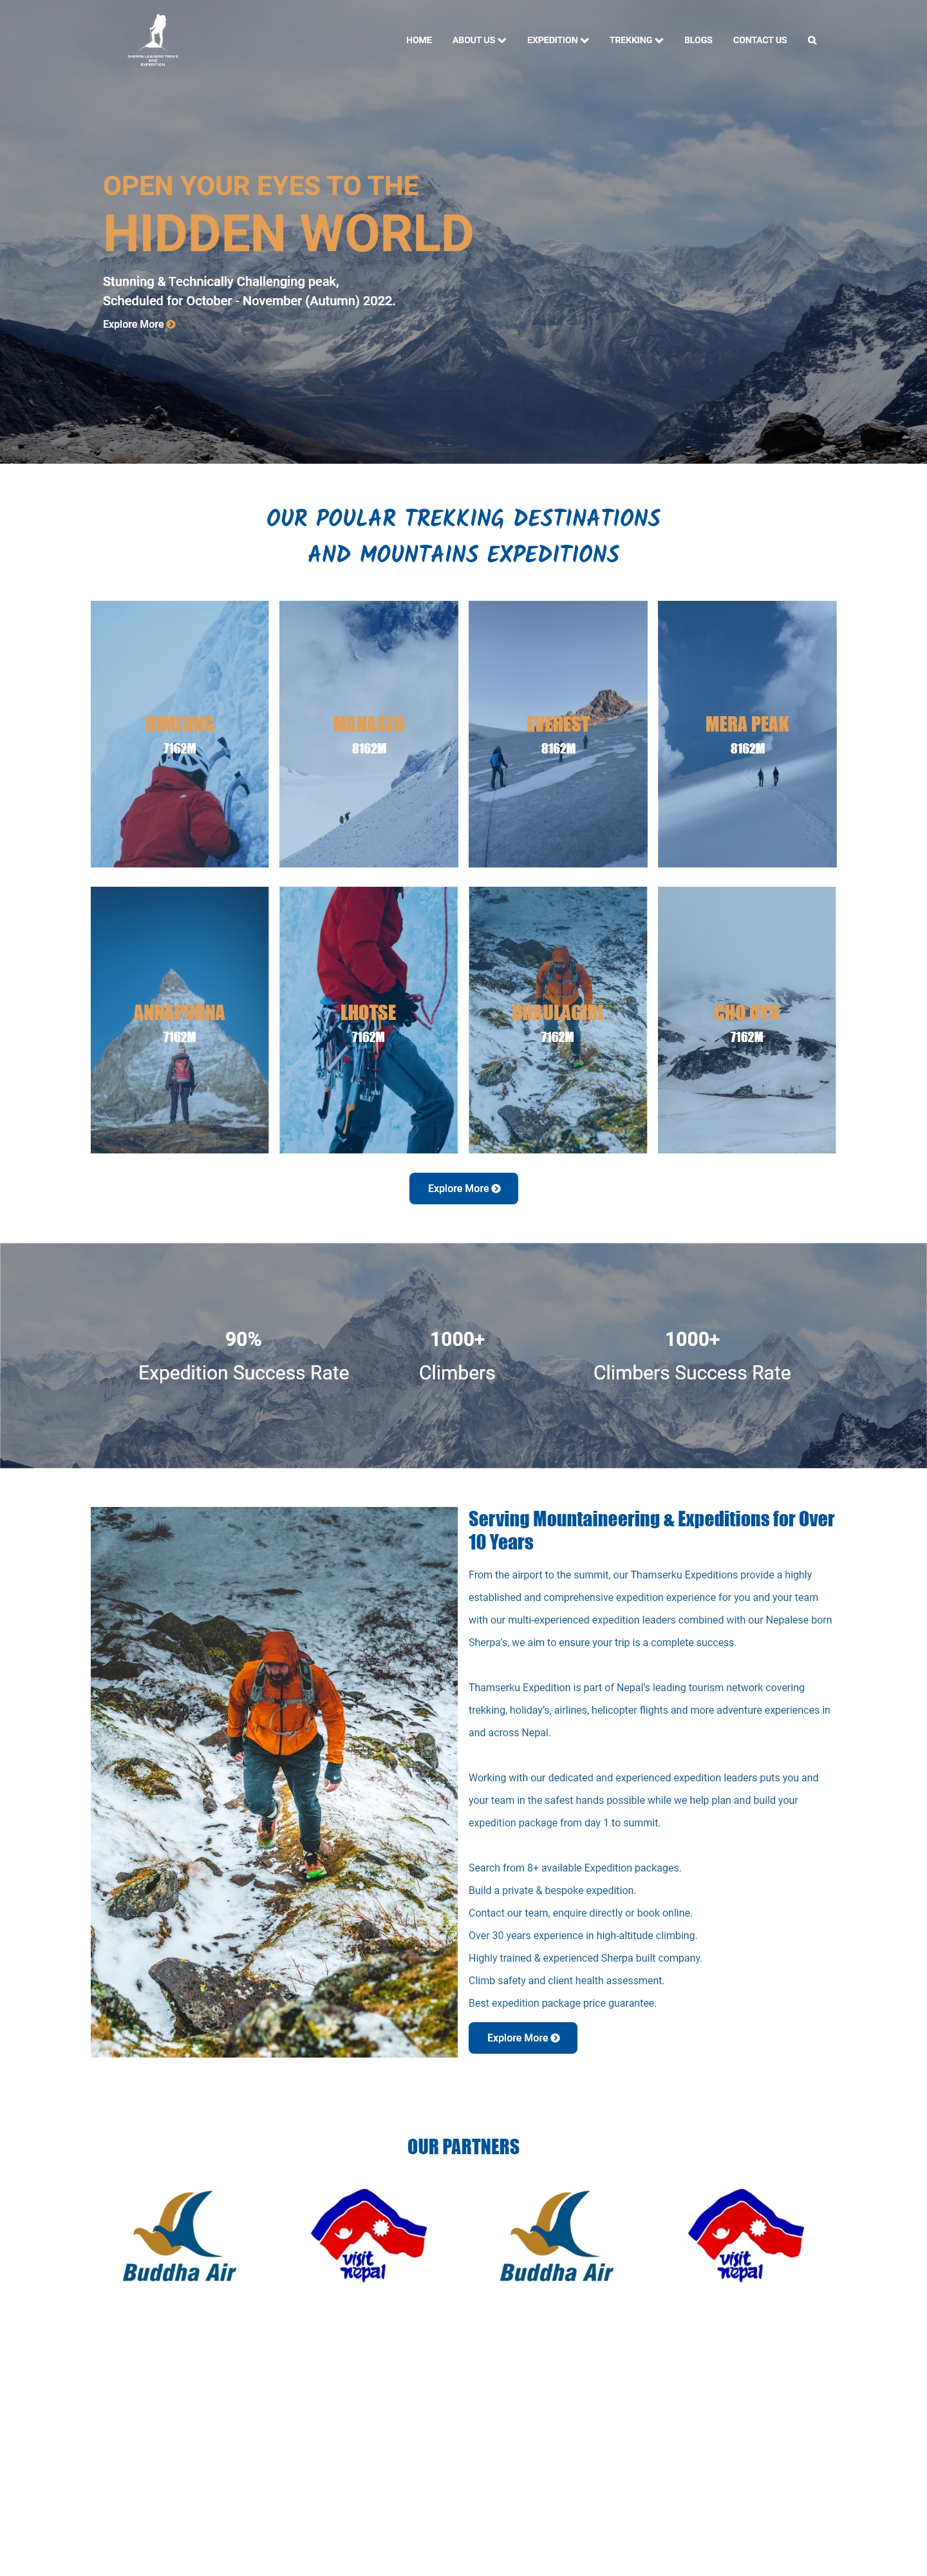 SHERPA LEADERS TREKS
AND
EXPEDITION
HOME ABOUT US EXPEDITION TREKKING BLOGS CONTACT US
OPEN YOUR EYES TO THE
HIDDEN WORLD
Stunning & Technically Challenging peak,
Scheduled for October - November (Autumn) 2022.
Explore More
OUR POULAR TREKKING DESTINATIONS
AND MOUNTAINS EXPEDITIONS
HIMLUNG
7162M
MANASLU
8162M
EVEREST
8162M
MERA PEAK
8162M
ANNAPURNA
7162M
LHOTSE
7162M
DHAULAGIRI
7162M
CHO OYU
7162M
Explore More
90%
Expedition Success Rate
1000+
Climbers
1000+
Climbers Success Rate
Serving Mountaineering & Expeditions for Over
10 Years
From the airport to the summit, our Thamserku Expeditions provide a highly
established and comprehensive expedition experience for you and your team
with our multi-experienced expedition leaders combined with our Nepalese born
Sherpa's, we aim to ensure your trip is a complete success.
Thamserku Expedition is part of Nepal's leading tourism network covering
trekking, holiday's, airlines, helicopter flights and more adventure experiences in
and across Nepal.
Working with our dedicated and experienced expedition leaders puts you and
your team in the safest hands possible while we help plan and build your
expedition package from day 1 to summit.
Search from 8+ available Expedition packages.
Build a private & bespoke expedition.
Contact our team, enquire directly or book online.
Over 30 years experience in high-altitude climbing.
Highly trained & experienced Sherpa built company.
Climb safety and client health assessment.
Best expedition package price guarantee.
Explore More
OUR PARTNERS
Buddha Air
visit
nepal
Buddha Air
visit
nepal